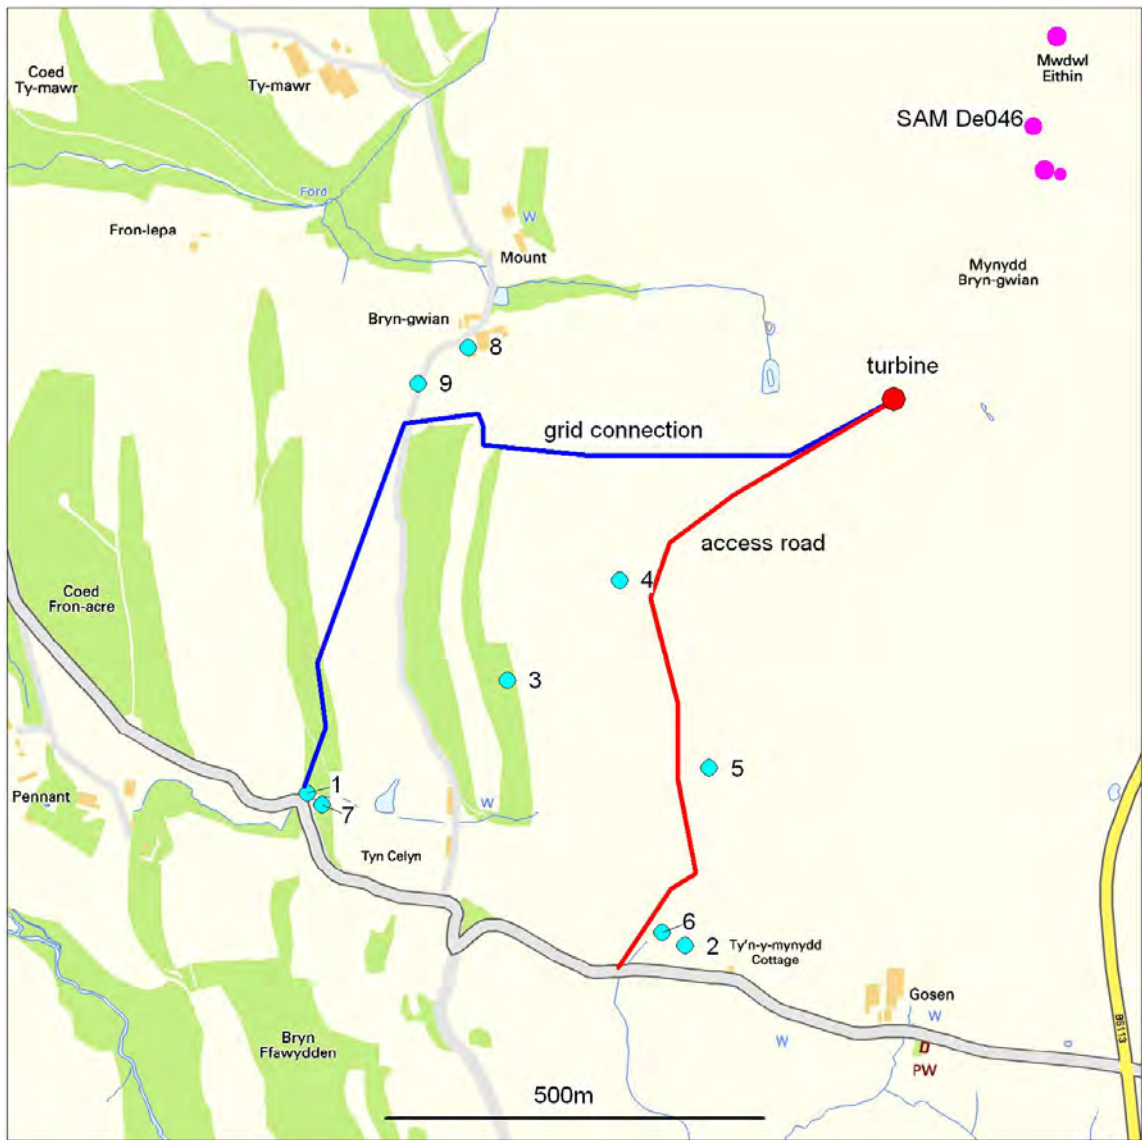 Mwdwl
Eithin
Coed
Ty-mawr
Ty-mawr
SAM De046
Ford
W
Fron-lepa
Mount
Mynydd
Bryn-gwian
Bryn-gwian
8
turbine
9
grid connection
access road
4
Coed
Fron-acre
3
5
1
Pennant
W
7
Tyn Celyn
6
2
Ty'n-y-mynydd
Cottage
Gosen
W
B5113
Bryn
Ffawydden
W
PW
500m